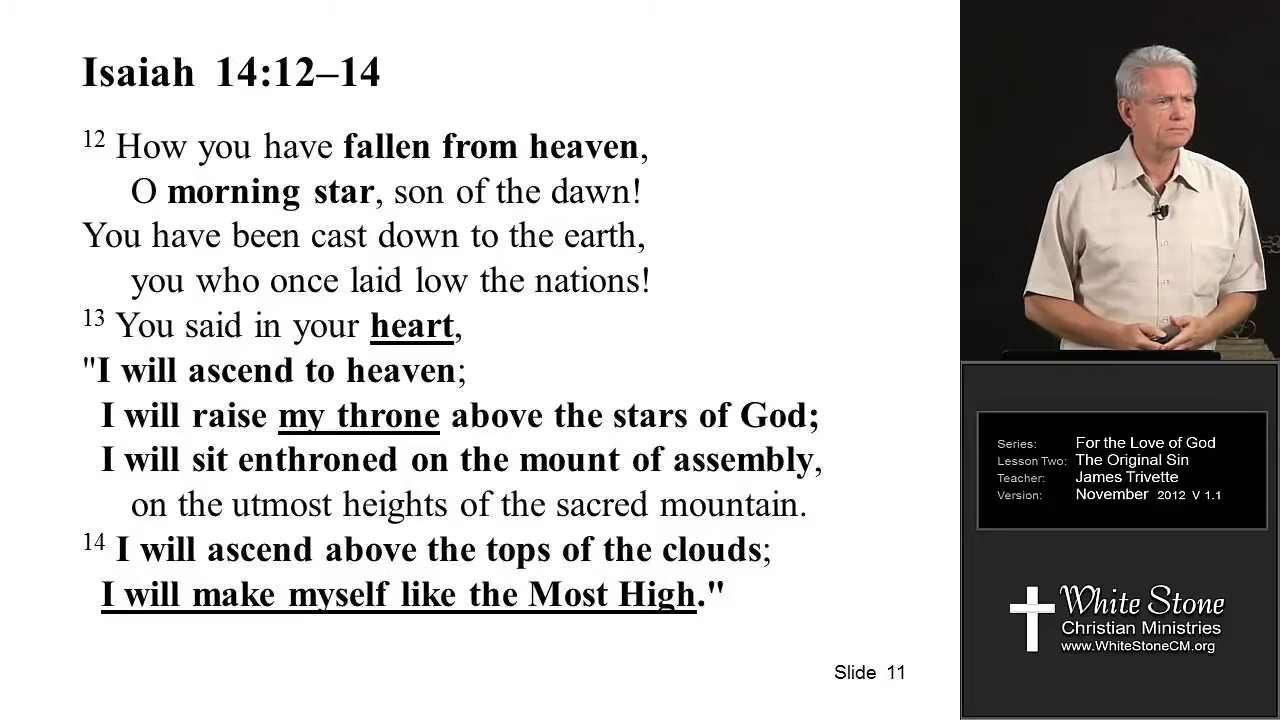 Isaiah 14:12–14
12 How you have fallen from heaven,
O morning star, son of the dawn!
You have been cast down to the earth,
you who once laid low the nations!
13 You said in your heart,
"I will ascend to heaven;
I will raise my throne above the stars of God;
I will sit enthroned on the mount of assembly,
on the utmost heights of the sacred mountain.
14 I will ascend above the tops of the clouds;
I will make myself like the Most High."
Slide 11
Series: For the Love of God
Lesson Two: The Original Sin
Teacher: James Trivette
Version: November 2012 V 1.1
White Stone
Christian Ministries
www.WhiteStoneCM.org